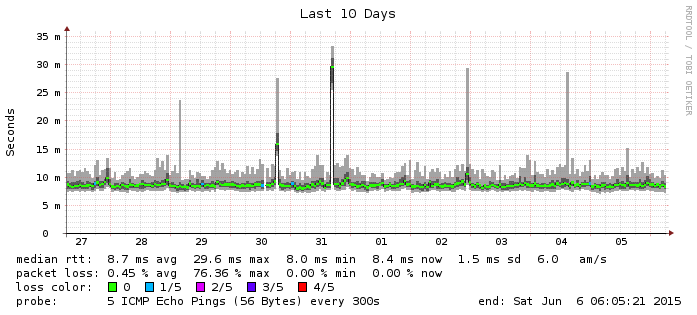 Last 10 Days
RRDTOOL / TOBI OETIKER
Seconds
35 m
30 m
25 m
20 m
15 m
10 m
5 m
0
27 28 29 30 31 01 02 03 04 05
median rtt: 8.7 ms avg 29.6 ms max 8.0 ms min 8.4 ms now 1.5 ms sd 6.0 am/s
packet loss: 0.45 % avg 76.36 % max 0.00 % min 0.00 % now
loss color: 0 1/5 2/5 3/5 4/5
probe: 5 ICMP Echo Pings (56 Bytes) every 300s end: Sat Jun 6 06:05:21 2015